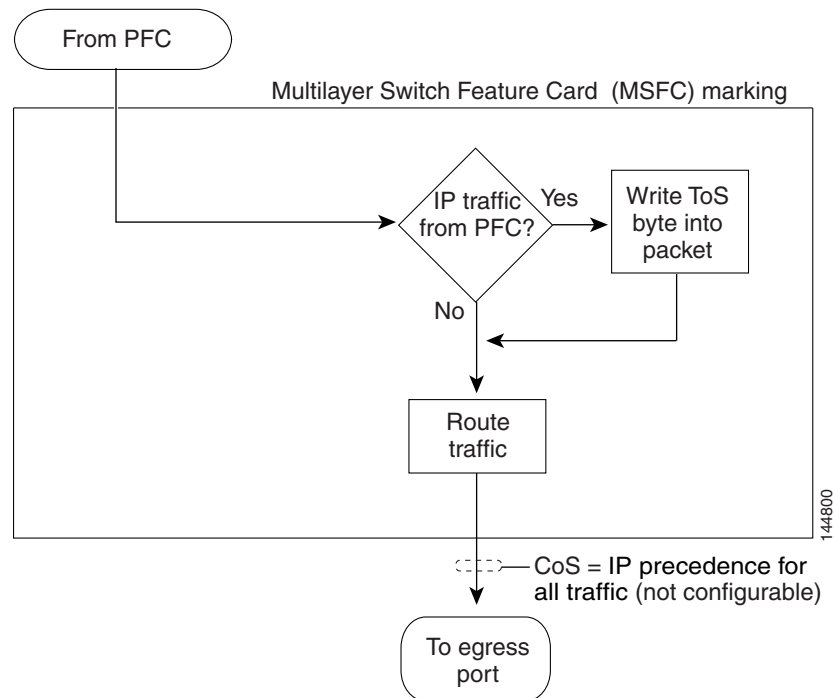 From PFC
Multilayer Switch Feature Card (MSFC) marking
IP traffic
from PFC?
Yes
Write ToS
byte into
packet
No
Route
traffic
144800
CoS = IP precedence for
all traffic (not configurable)
To egress
port